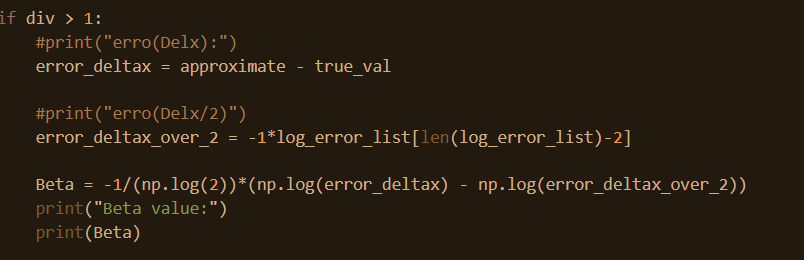 if div > 1:
#print("erro(Delx):")
error_deltax = approximate - true_val
#print("erro(Delx/2)")
error_deltax_over_2 = -1*log_error_list[len(log_error_list)-2]
Beta = -1/(np.log(2))*(np.log(error_deltax) - np.log(error_deltax_over_2))
print("Beta value:")
print(Beta)